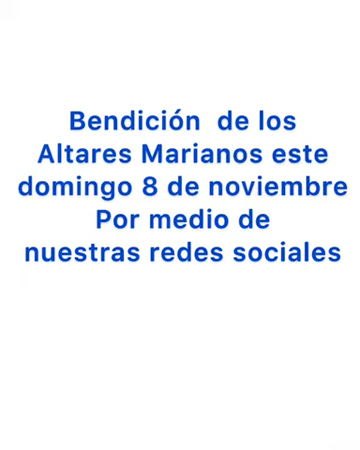 Bendición de los
Altares Marianos este
domingo 8 de noviembre
Por medio de
nuestras redes sociales